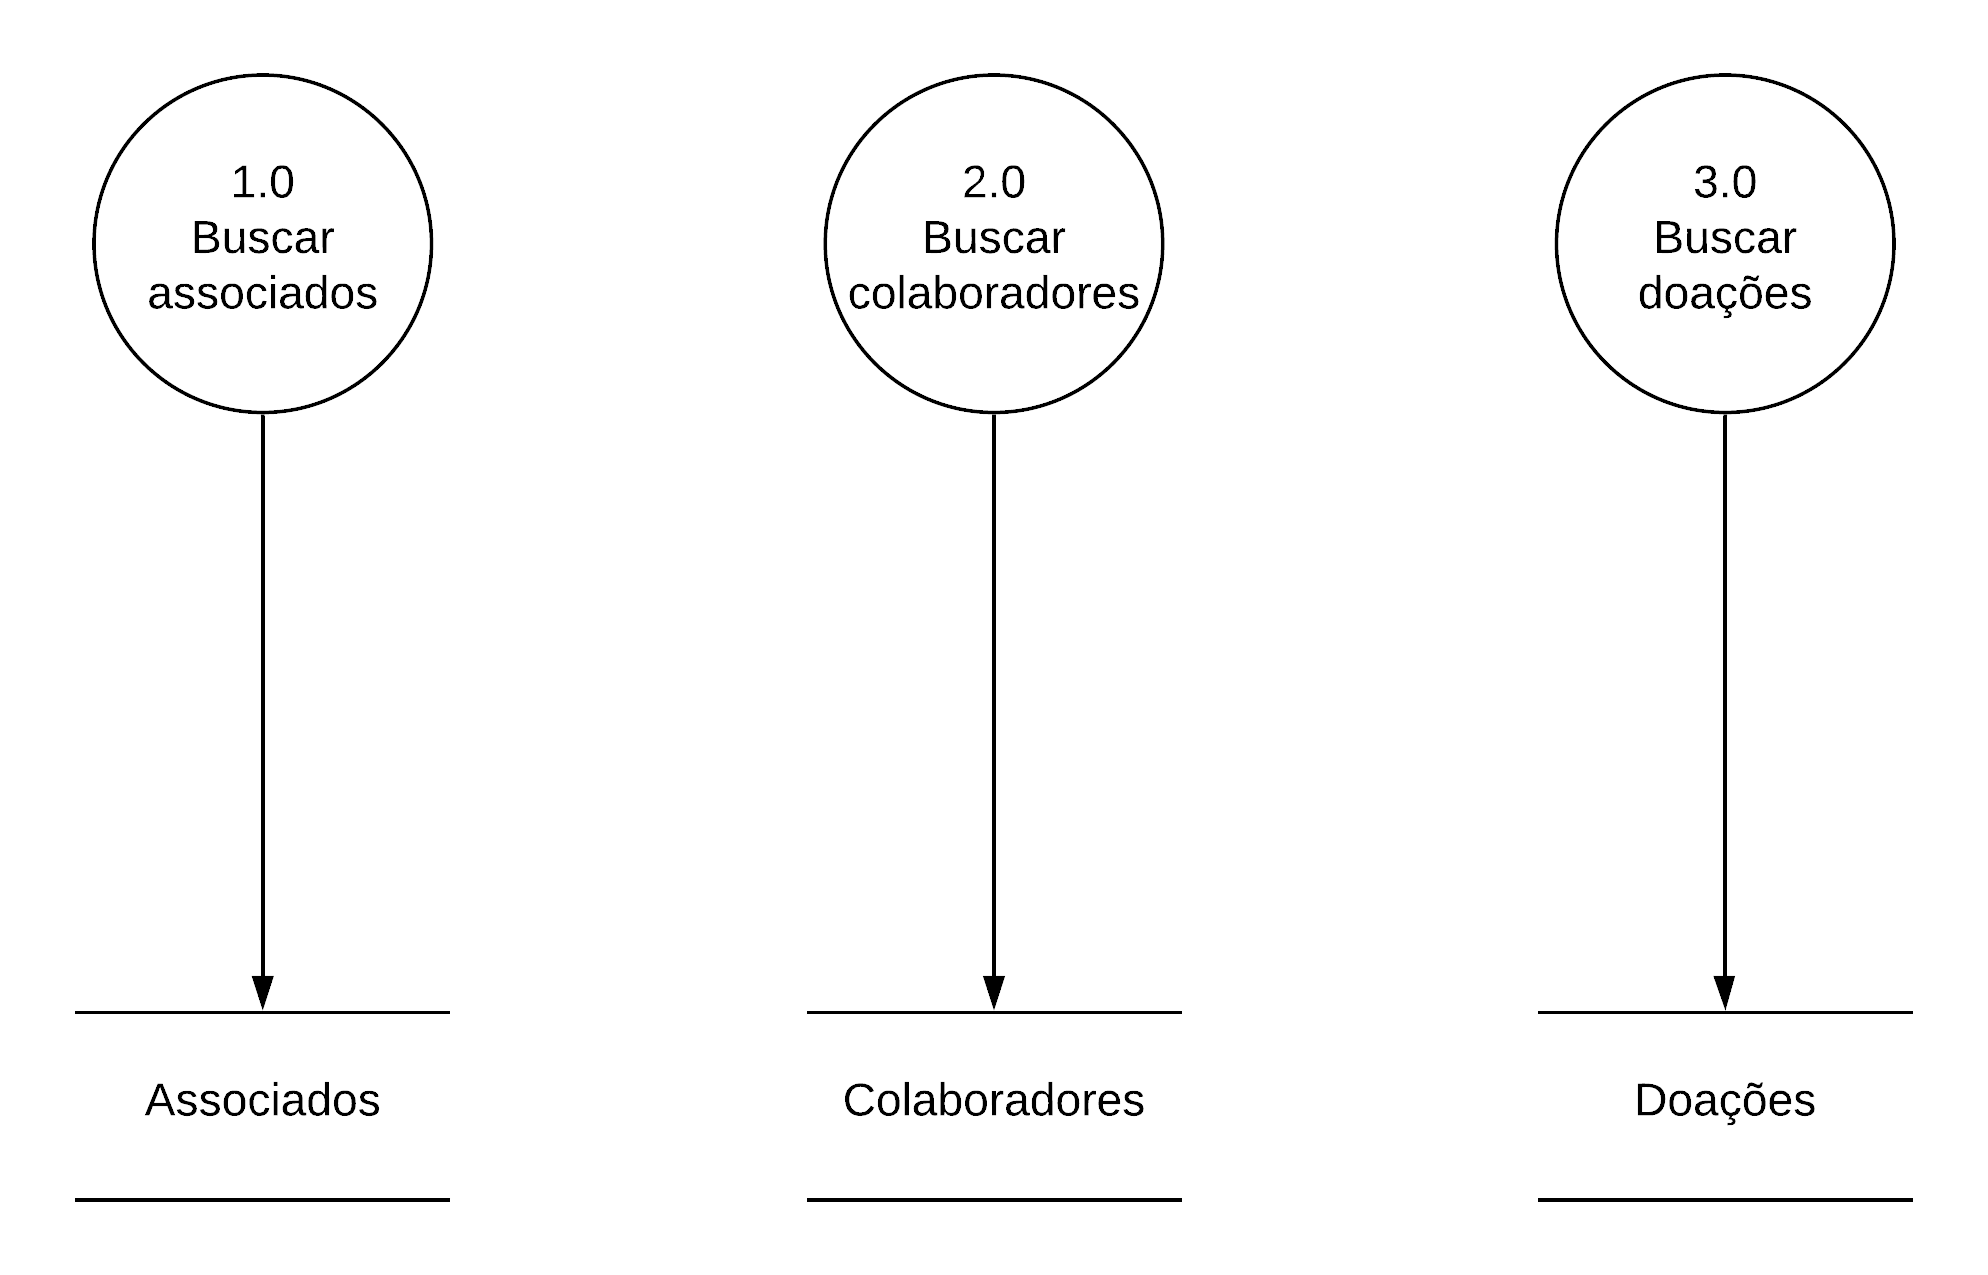 1.0
Buscar
associados
2.0
Buscar
colaboradores
3.0
Buscar
doações
Associados
Colaboradores
Doações